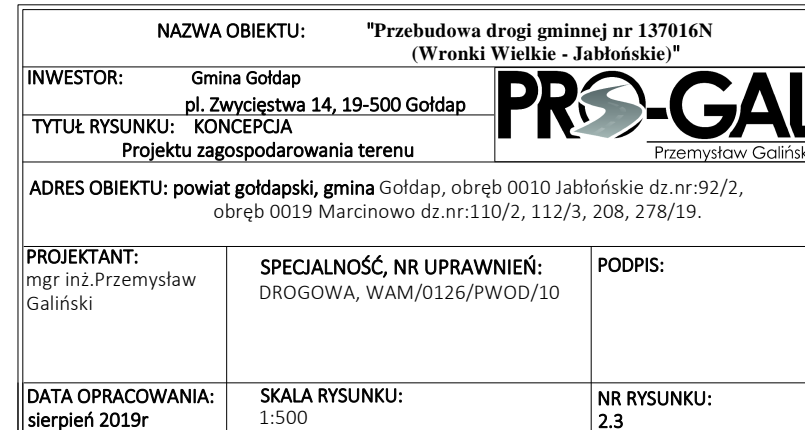 NAZWA OBIEKTU: "Przebudowa drogi gminnej nr 137016N
(Wronki Wielkie - Jabłońskie)"
INWESTOR: Gmina Gołdap
pl. Zwycięstwa 14, 19-500 Gołdap
PRO-GAL
Przemysław Galińsk
TYTUŁ RYSUNKU: KONCEPCJA
Projektu zagospodarowania terenu
ADRES OBIEKTU: powiat gołdapski, gmina Gołdap, obręb 0010 Jabłońskie dz.nr:92/2,
obręb 0019 Marcinowo dz.nr:110/2, 112/3, 208, 278/19.
PROJEKTANT:
mgr inż.Przemysław
Galiński
SPECJALNOŚĆ, NR UPRAWNIEŃ:
DROGOWA, WAM/0126/PWOD/10
PODPIS:
DATA OPRACOWANIA:
sierpień 2019r
SKALA RYSUNKU:
1:500
NR RYSUNKU:
2.3